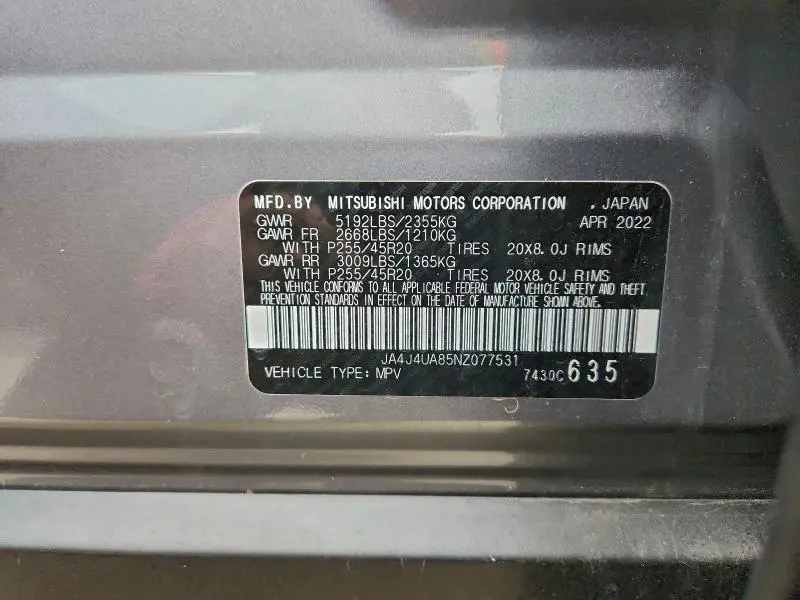 MFD.BY MITSUBISHI MOTORS CORPORATION . JAPAN
GVWR 5192LBS/2355KG APR 2022
GAWR FR 2668LBS/1210KG
WITH P255/45R20 TIRES 20X8.0J RIMS
GAWR RR 3009LBS/1365KG
WITH P255/45R20 TIRES 20X8.0J RIMS
THIS VEHICLE CONFORMS TO ALL APPLICABLE FEDERAL MOTOR VEHICLE SAFETY AND THEFT
PREVENTION STANDARDS IN EFFECT ON THE DATE OF MANUFACTURE SHOWN ABOVE.
JA4J4UA85NZ077531
VEHICLE TYPE: MPV 7430C 635